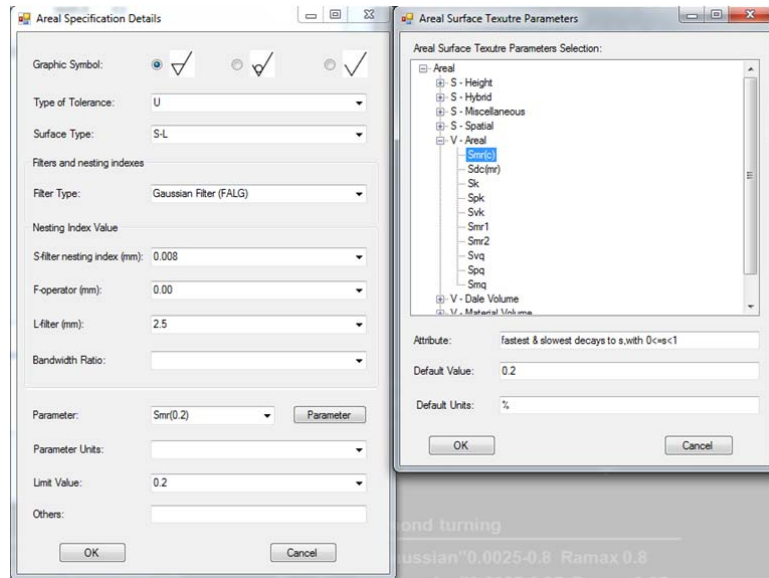 Areal Specification Details
Graphic Symbol:
Type of Tolerance: U
Surface Type: S-L
Filters and nesting indexes
Filter Type: Gaussian Filter (FALG)
Nesting Index Value
S-filter nesting index (mm): 0.008
F-operator (mm): 0.00
L-filter (mm): 2.5
Bandwidth Ratio:
Parameter: Smr(0.2) Parameter
Parameter Units:
Limit Value: 0.2
Others:
OK Cancel
Areal Surface Texutre Parameters
Areal Surface Texutre Parameters Selection:
Areal
S - Height
S - Hybrid
S - Miscellaneous
S - Spatial
V - Areal
Smr(c)
Sdc(mr)
Sk
Spk
Svk
Smr1
Smr2
Svq
Spq
Smq
V - Dale Volume
V - Material Volume
Attribute: fastest & slowest decays to s,with 0<=s<1
Default Value: 0.2
Default Units: %
OK Cancel
ond turning
ussian"0.0025-0.8 Ramax 0.8